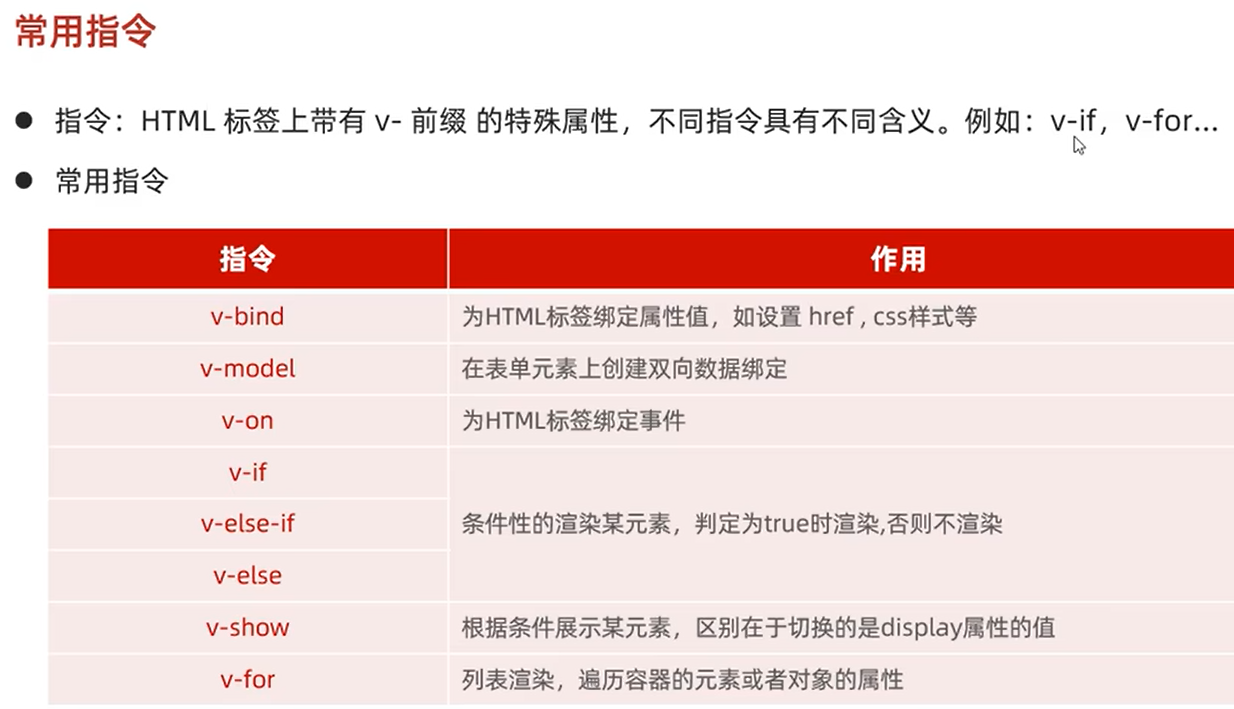 常用指令
指令：HTML 标签上带有 v- 前缀 的特殊属性，不同指令具有不同含义。例如：v-if，v-for…
常用指令
指令 作用
v-bind 为HTML标签绑定属性值，如设置 href , css样式等
v-model 在表单元素上创建双向数据绑定
v-on 为HTML标签绑定事件
v-if
v-else-if 条件性的渲染某元素，判定为true时渲染,否则不渲染
v-else
v-show 根据条件展示某元素，区别在于切换的是display属性的值
v-for 列表渲染，遍历容器的元素或者对象的属性